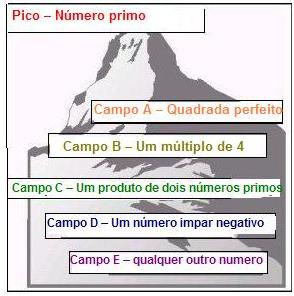 Pico – Número primo
Campo A – Quadrada perfeito
Campo B – Um múltiplo de 4
Campo C – Um produto de dois números primos
Campo D – Um número impar negativo
Campo E – qualquer outro numero